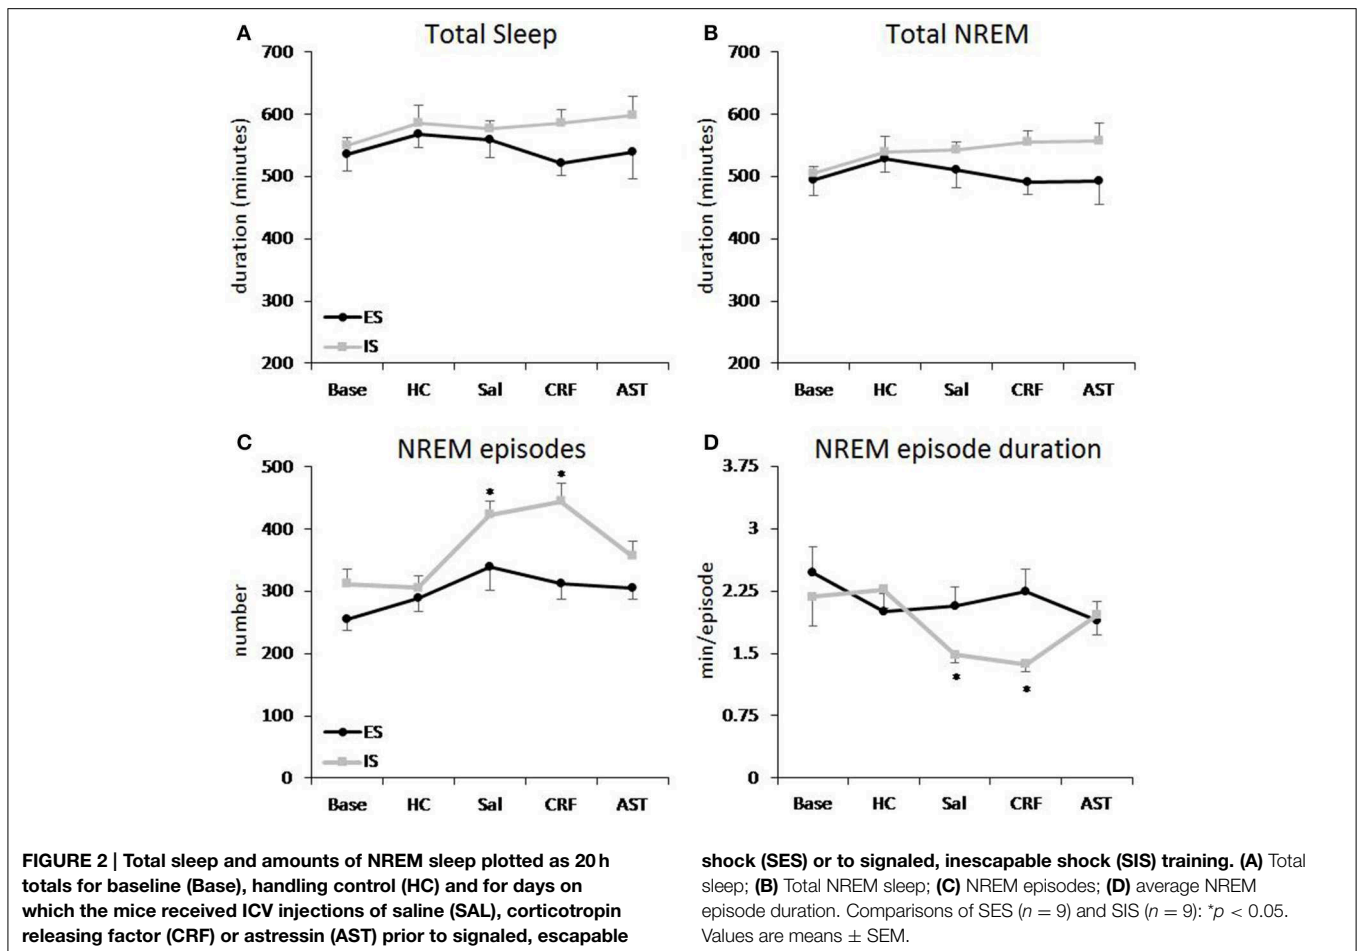 A
Total Sleep
700
600
500
400
300
200
duration (minutes)
ES
IS
Base HC Sal CRF AST
B
Total NREM
700
600
500
400
300
200
duration (minutes)
Base HC Sal CRF AST
C
NREM episodes
500
400
300
200
100
0
number
* *
ES
IS
Base HC Sal CRF AST
D
NREM episode duration
3.75
3
2.25
1.5
0.75
0
min/episode
* *
Base HC Sal CRF AST
FIGURE 2 | Total sleep and amounts of NREM sleep plotted as 20 h
totals for baseline (Base), handling control (HC) and for days on
which the mice received ICV injections of saline (SAL), corticotropin
releasing factor (CRF) or astressin (AST) prior to signaled, escapable
shock (SES) or to signaled, inescapable shock (SIS) training. (A) Total
sleep; (B) Total NREM sleep; (C) NREM episodes; (D) average NREM
episode duration. Comparisons of SES (n = 9) and SIS (n = 9): *p < 0.05.
Values are means ± SEM.